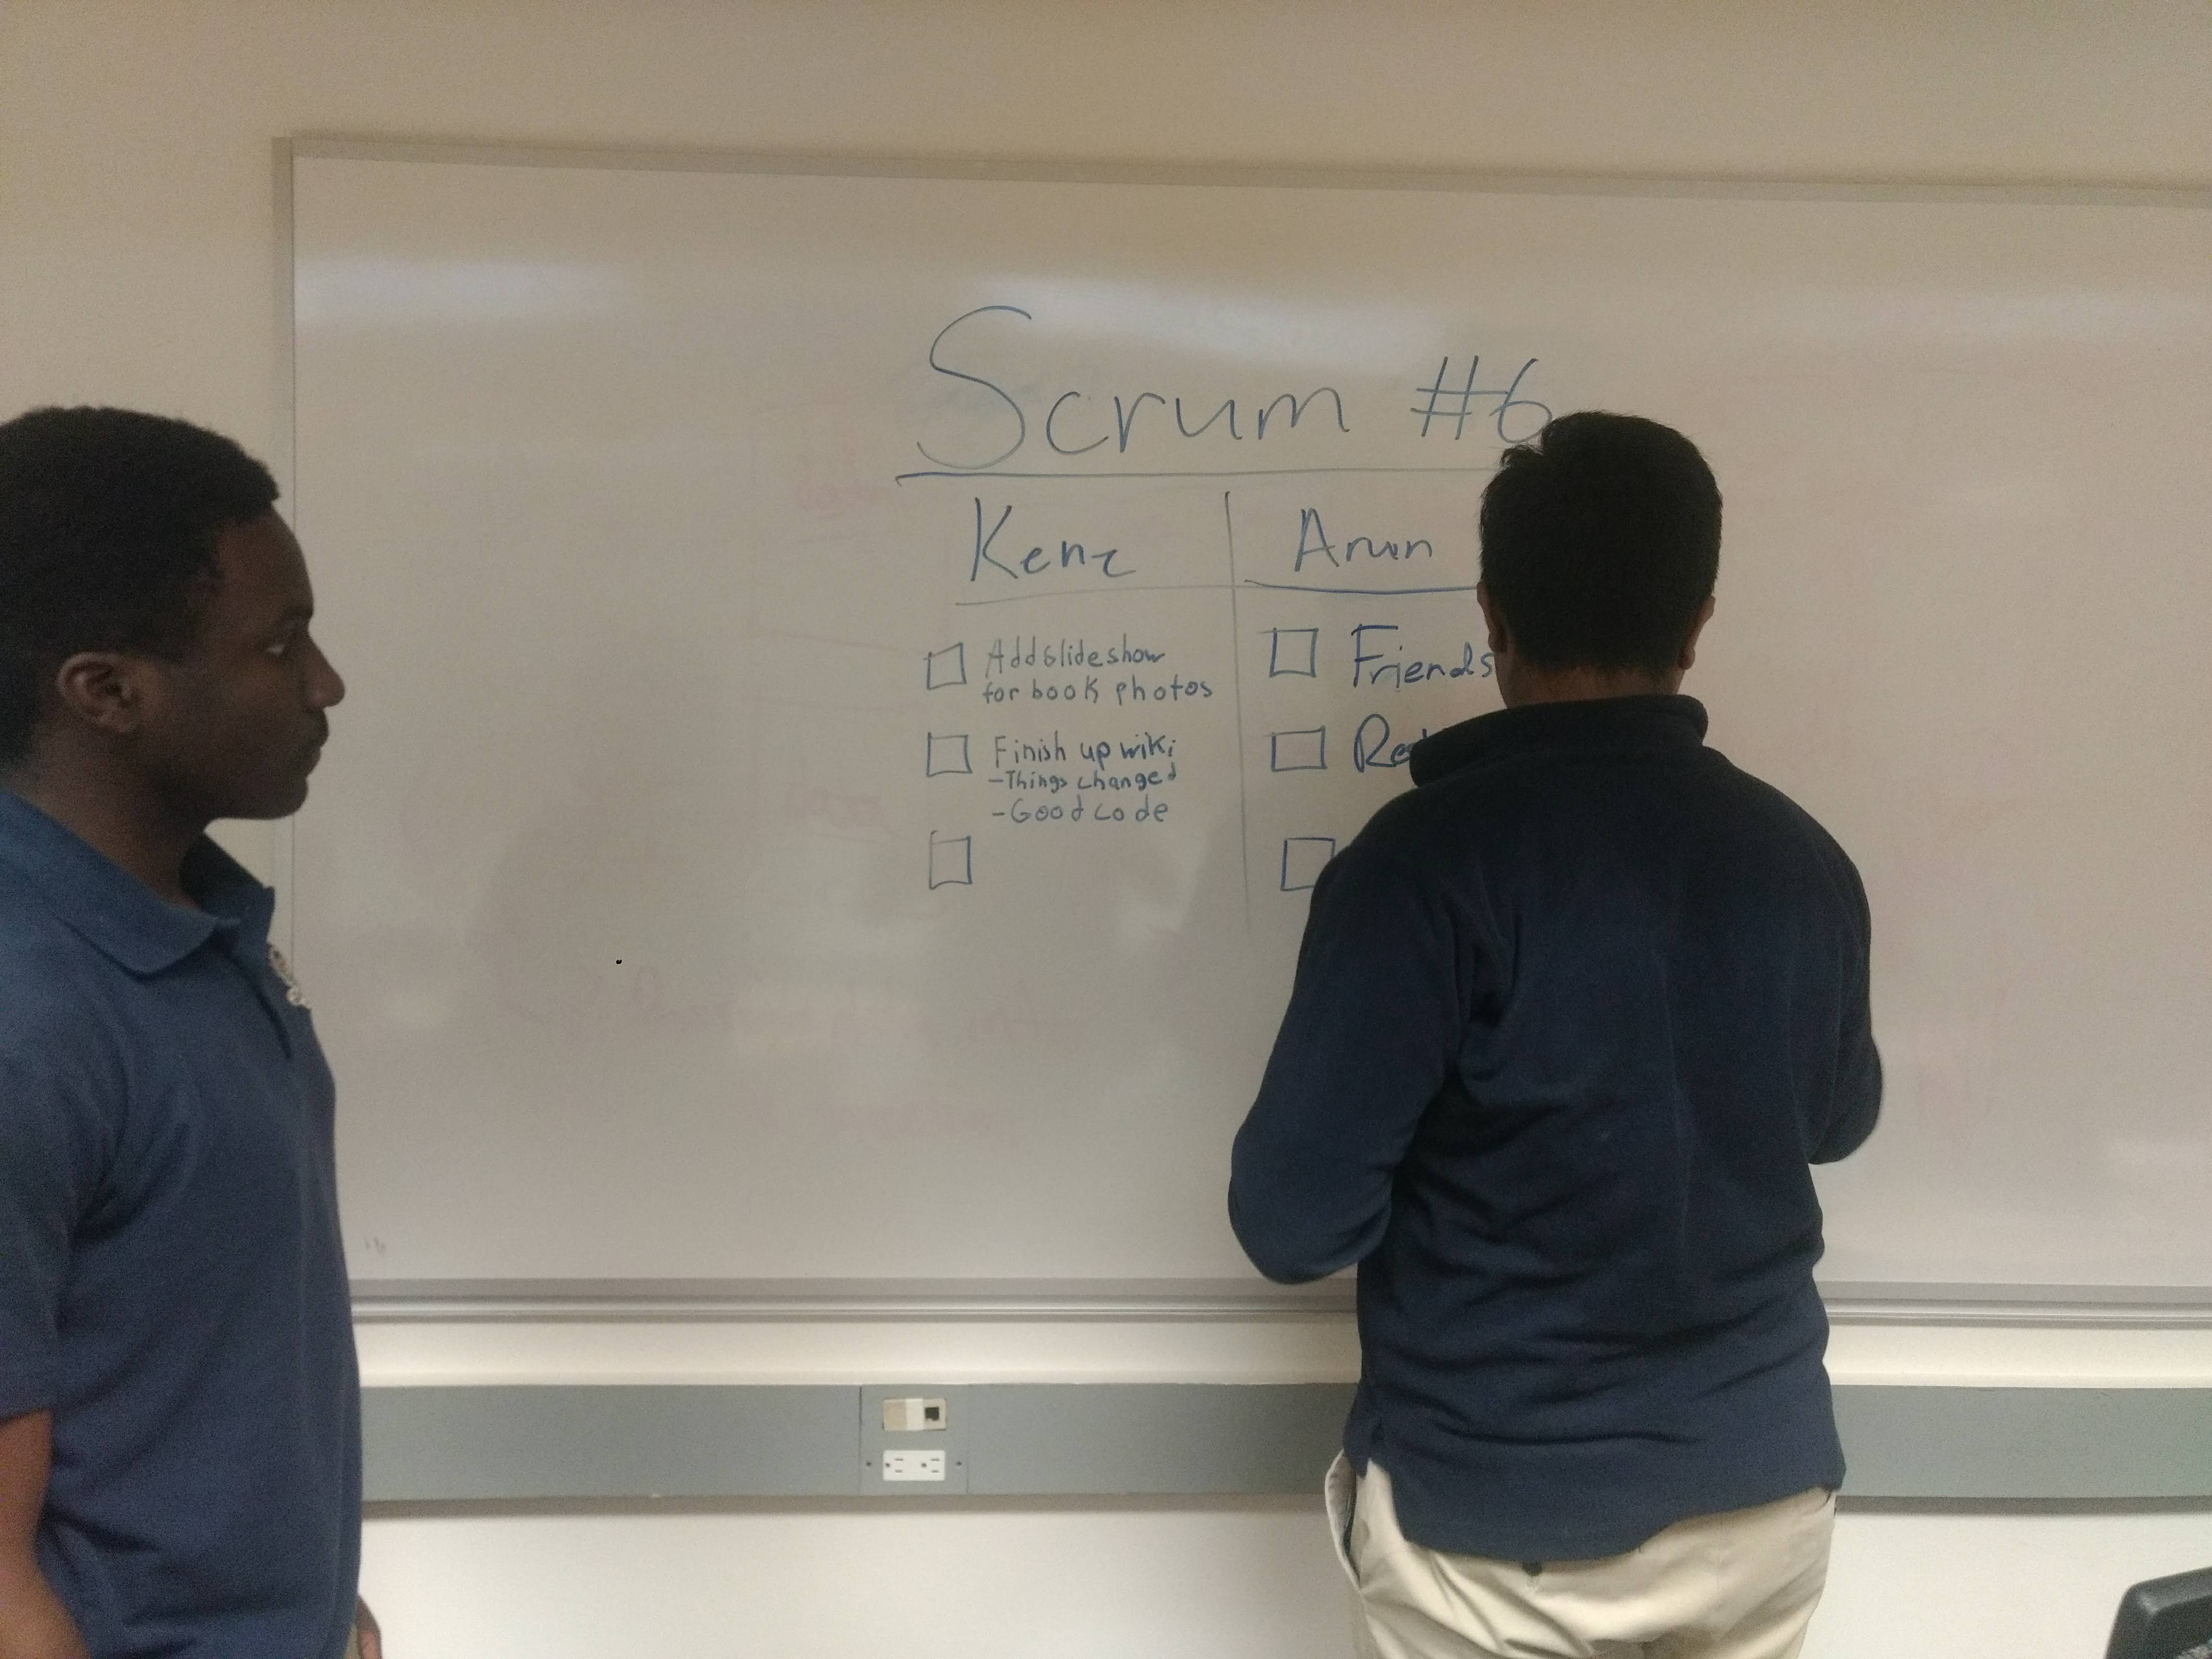 Scrum #6
Kenz
Arun
Add slideshow
for book photos
Finish up wiki
-Things changed
-Good code
Friends